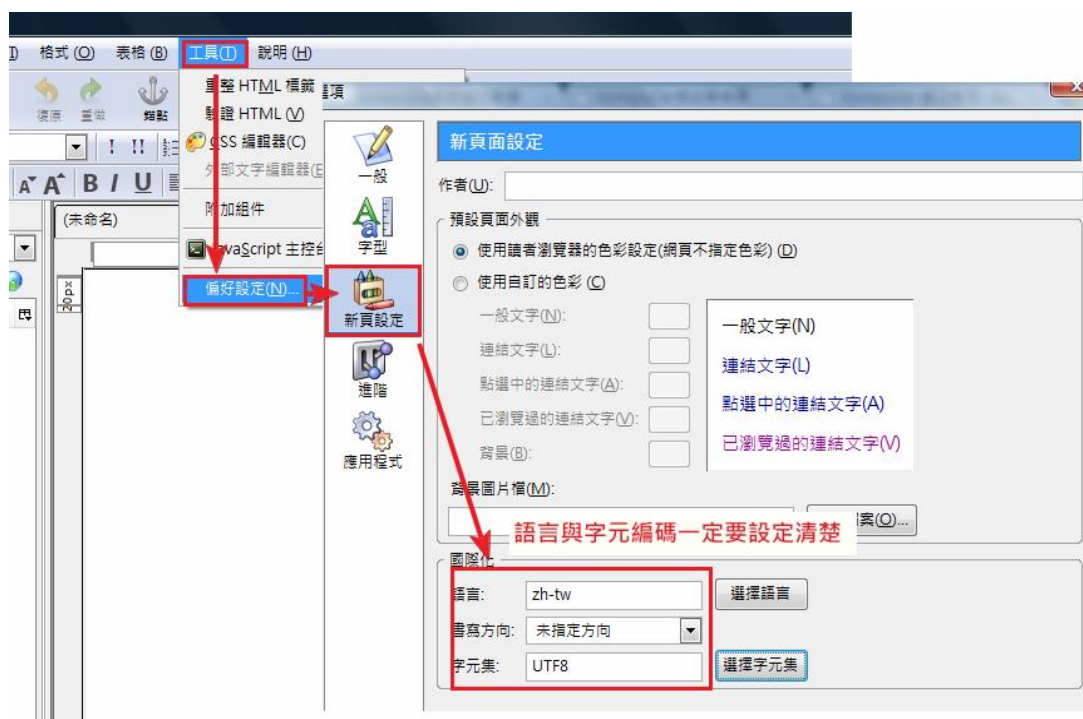 格式(O) 表格(B) 工具(T) 說明(H)
復原 重做 錨點
重整 HTML 標籤
驗證 HTML (V)
CSS 編輯器(C)
外部文字編輯器(E
附加組件
JavaScript 主控台
偏好設定(N)...
(未命名)
20px
選項
一般
字型
新頁設定
進階
應用程式
新頁面設定
作者(U):
預設頁面外觀
使用讀者瀏覽器的色彩設定(網頁不指定色彩) (D)
使用自訂的色彩 (C)
一般文字(N):
連結文字(L):
點選中的連結文字(A):
已瀏覽過的連結文字(V):
背景(B):
一般文字(N)
連結文字(L)
點選中的連結文字(A)
已瀏覽過的連結文字(V)
背景圖片檔(M):
案(O)...
語言與字元編碼一定要設定清楚
國際化
語言: zh-tw 選擇語言
書寫方向: 未指定方向
字元集: UTF8 選擇字元集